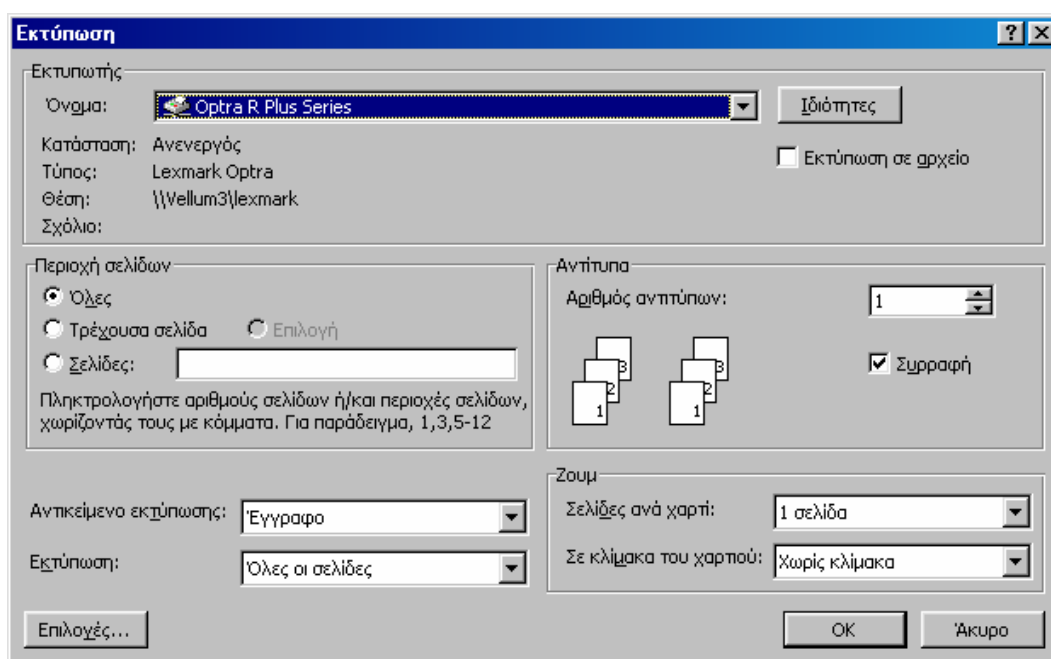 Εκτύπωση
Εκτυπωτής
Όνομα: Optra R Plus Series Ιδιότητες
Κατάσταση: Ανενεργός
Εκτύπωση σε αρχείο
Τύπος: Lexmark Optra
Θέση: \\Vellum3\lexmark
Σχόλιο:
Περιοχή σελίδων
Όλες
Τρέχουσα σελίδα Επιλογή
Σελίδες:
Πληκτρολογήστε αριθμούς σελίδων ή/και περιοχές σελίδων,
χωρίζοντάς τους με κόμματα. Για παράδειγμα, 1,3,5-12
Αντίτυπα
Αριθμός αντιτύπων: 1
3 3
2 2
1 1
Συρραφή
Αντικείμενο εκτύπωσης: Έγγραφο
Εκτύπωση: Όλες οι σελίδες
Ζουμ
Σελίδες ανά χαρτί: 1 σελίδα
Σε κλίμακα του χαρτιού: Χωρίς κλίμακα
Επιλογές... OK Άκυρο